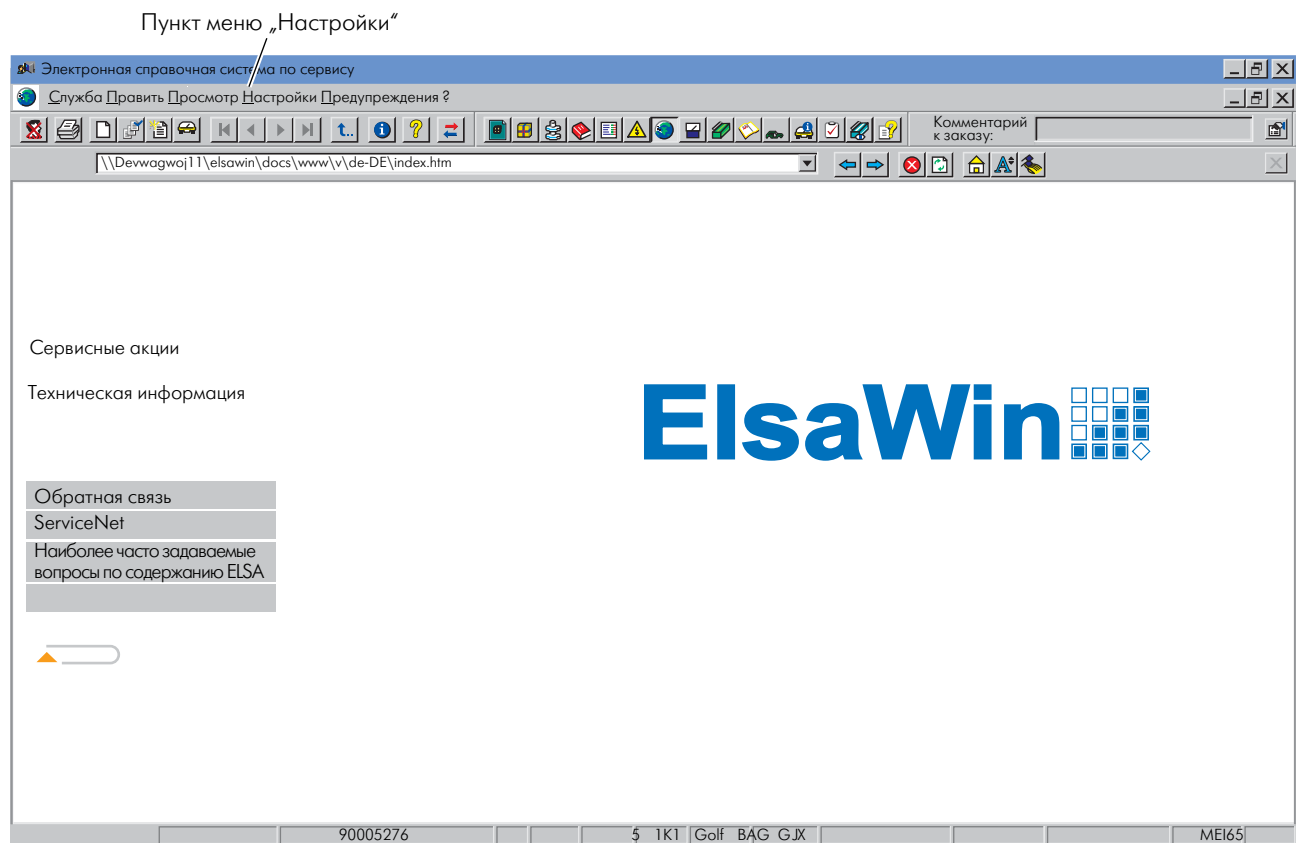 Пункт меню „Настройки“
Электронная справочная система по сервису
Служба Править Просмотр Настройки Предупреждения ?
t..
Комментарий
к заказу:
\\Devwagwoj11\elsawin\docs\www\v\de-DE\index.htm
Сервисные акции
Техническая информация
ElsaWin
Обратная связь
ServiceNet
Наиболее часто задаваемые
вопросы по содержанию ELSA
90005276 5 1K1 Golf BAG GJX MEI65